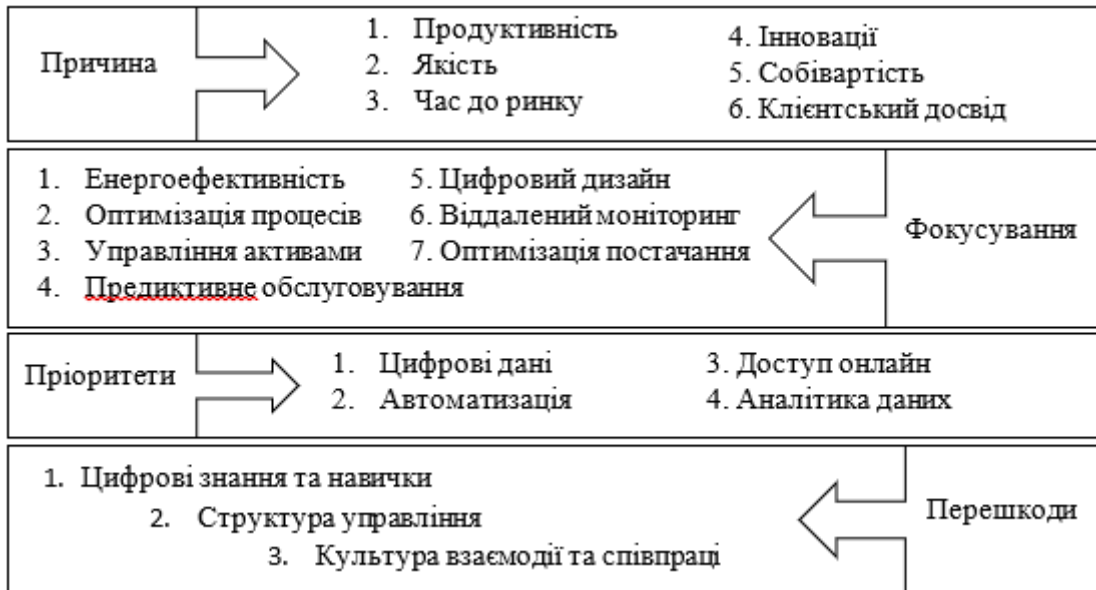 Причина
1. Продуктивність
2. Якість
3. Час до ринку
4. Інновації
5. Собівартість
6. Клієнтський досвід
1. Енергоефективність
2. Оптимізація процесів
3. Управління активами
4. Предиктивне обслуговування
5. Цифровий дизайн
6. Віддалений моніторинг
7. Оптимізація постачання
Фокусування
Пріоритети
1. Цифрові дані
2. Автоматизація
3. Доступ онлайн
4. Аналітика даних
1. Цифрові знання та навички
2. Структура управління
3. Культура взаємодії та співпраці
Перешкоди